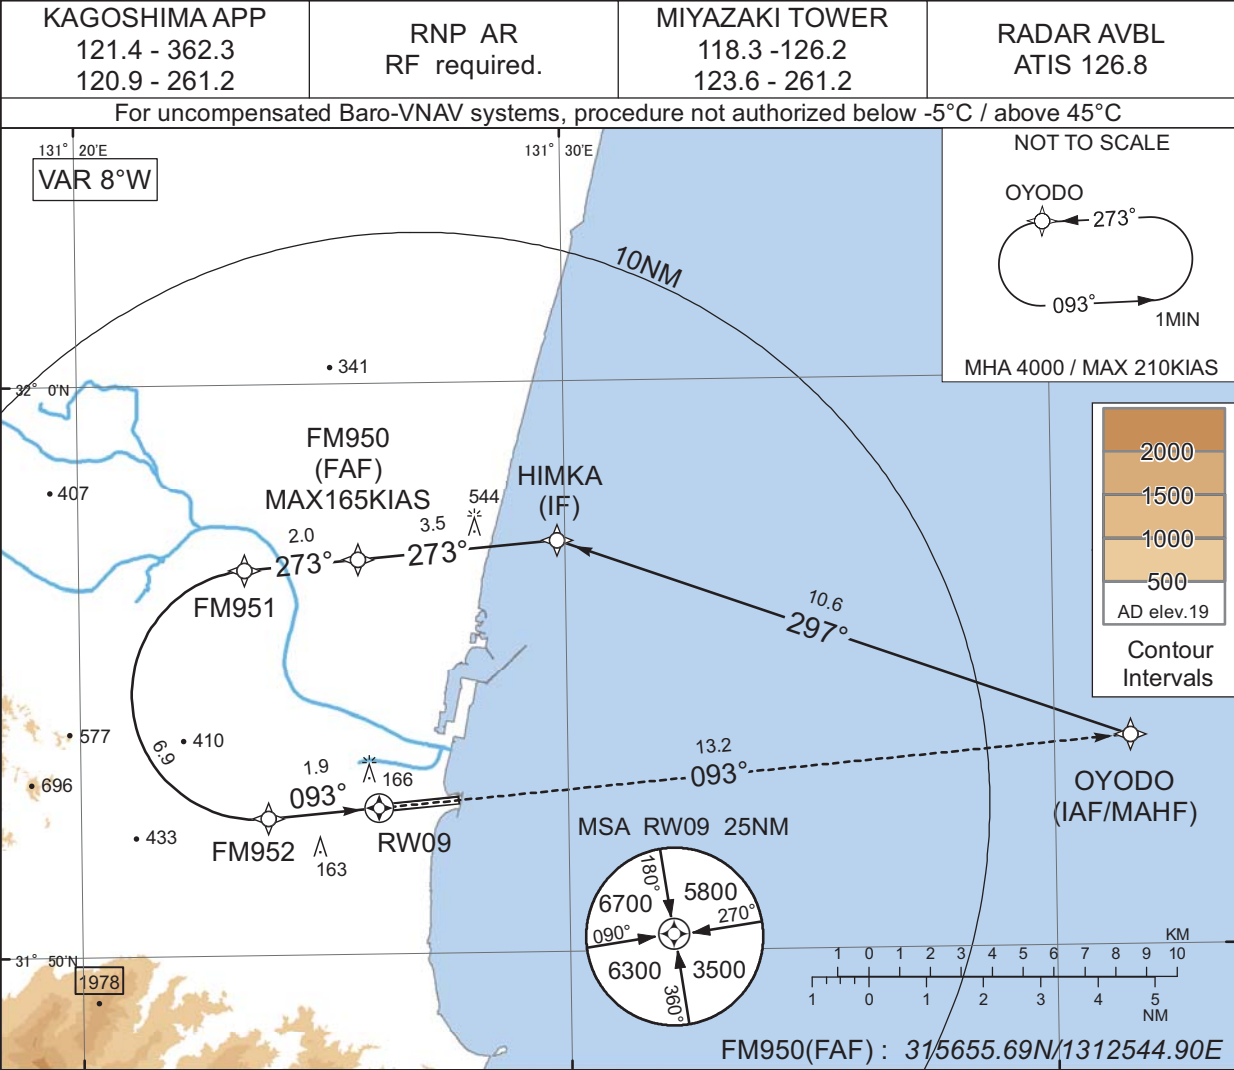 KAGOSHIMA APP
121.4 - 362.3
120.9 - 261.2
RNP AR
RF required.
MIYAZAKI TOWER
118.3 -126.2
123.6 - 261.2
RADAR AVBL
ATIS 126.8
For uncompensated Baro-VNAV systems, procedure not authorized below -5°C / above 45°C
131° 20'E
131° 30'E
VAR 8°W
NOT TO SCALE
OYODO
273°
093°
1MIN
MHA 4000 / MAX 210KIAS
10NM
341
32° 0'N
FM950
(FAF)
MAX165KIAS
HIMKA
(IF)
544
407
2.0
273°
3.5
273°
FM951
10.6
297°
2000
1500
1000
500
AD elev.19
Contour
Intervals
577
410
6.9
696
433
1.9
093°
166
13.2
093°
OYODO
(IAF/MAHF)
FM952
RW09
163
MSA RW09 25NM
180°
6700
5800
270°
090°
6300
3500
360°
31° 50'N
1978
KM
1 0 1 2 3 4 5 6 7 8 9 10
1 0 1 2 3 4 5
NM
FM950(FAF) : 315655.69N/1312544.90E